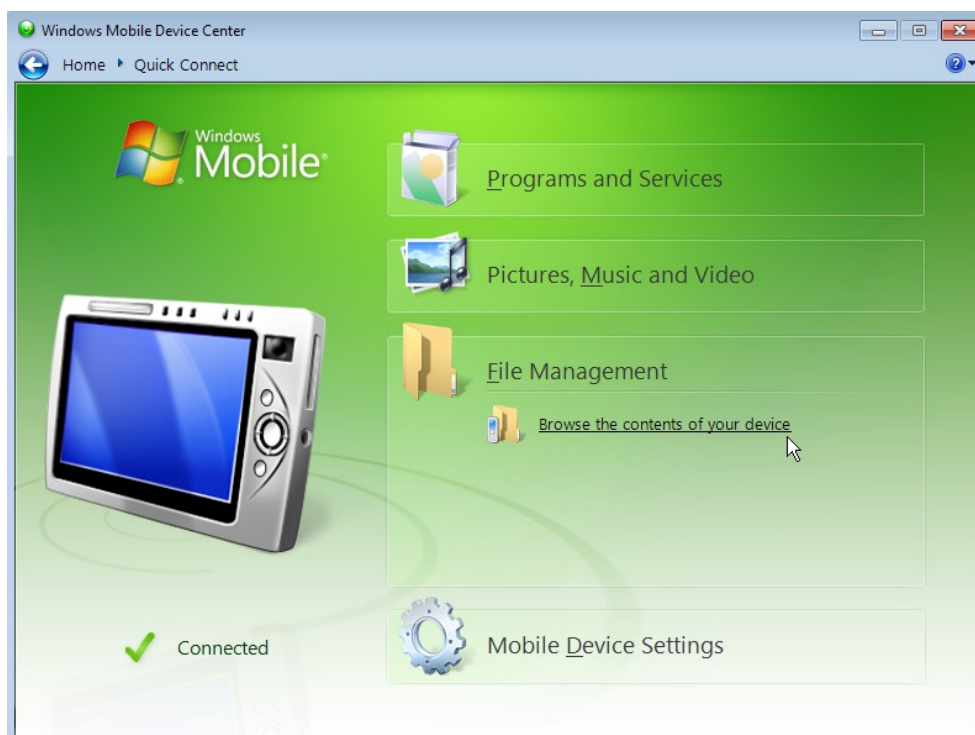 Windows Mobile Device Center
Home Quick Connect
Windows
Mobile®
Programs and Services
Pictures, Music and Video
File Management
Browse the contents of your device
Connected
Mobile Device Settings